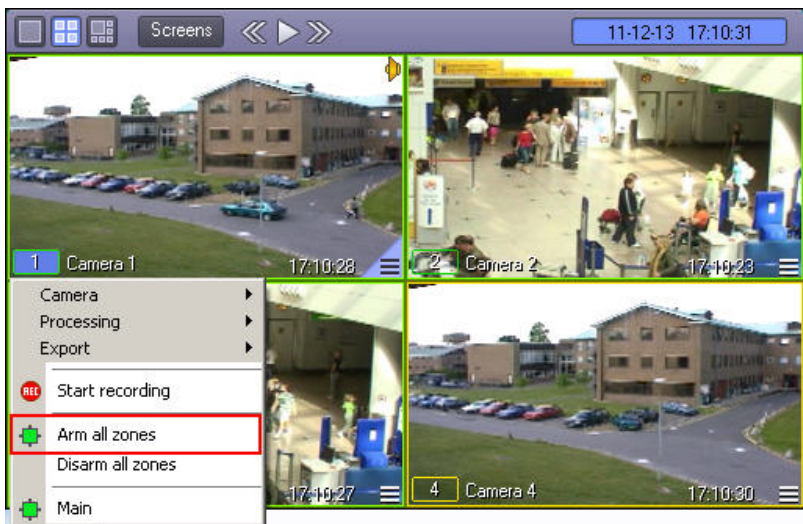 Screens
11-12-13 17:10:31
1 Camera 1 17:10:28
2 Camera 2 17:10:23
Camera
Processing
Export
REC Start recording
Arm all zones
Disarm all zones
Main
17:10:27
4 Camera 4 17:10:30